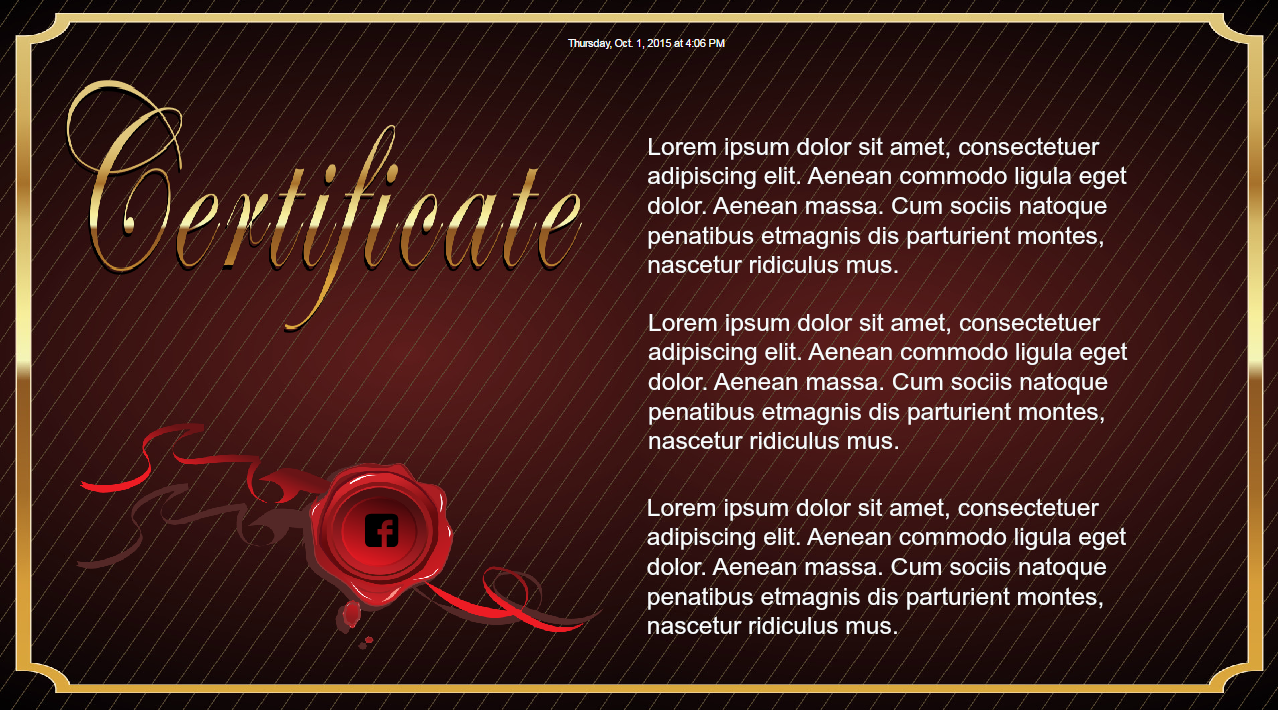 Thursday, Oct. 1, 2015 at 4:06 PM
Certificate
Lorem ipsum dolor sit amet, consectetuer
adipiscing elit. Aenean commodo ligula eget
dolor. Aenean massa. Cum sociis natoque
penatibus etmagnis dis parturient montes,
nascetur ridiculus mus.
Lorem ipsum dolor sit amet, consectetuer
adipiscing elit. Aenean commodo ligula eget
dolor. Aenean massa. Cum sociis natoque
penatibus etmagnis dis parturient montes,
nascetur ridiculus mus.
Lorem ipsum dolor sit amet, consectetuer
adipiscing elit. Aenean commodo ligula eget
dolor. Aenean massa. Cum sociis natoque
penatibus etmagnis dis parturient montes,
nascetur ridiculus mus.